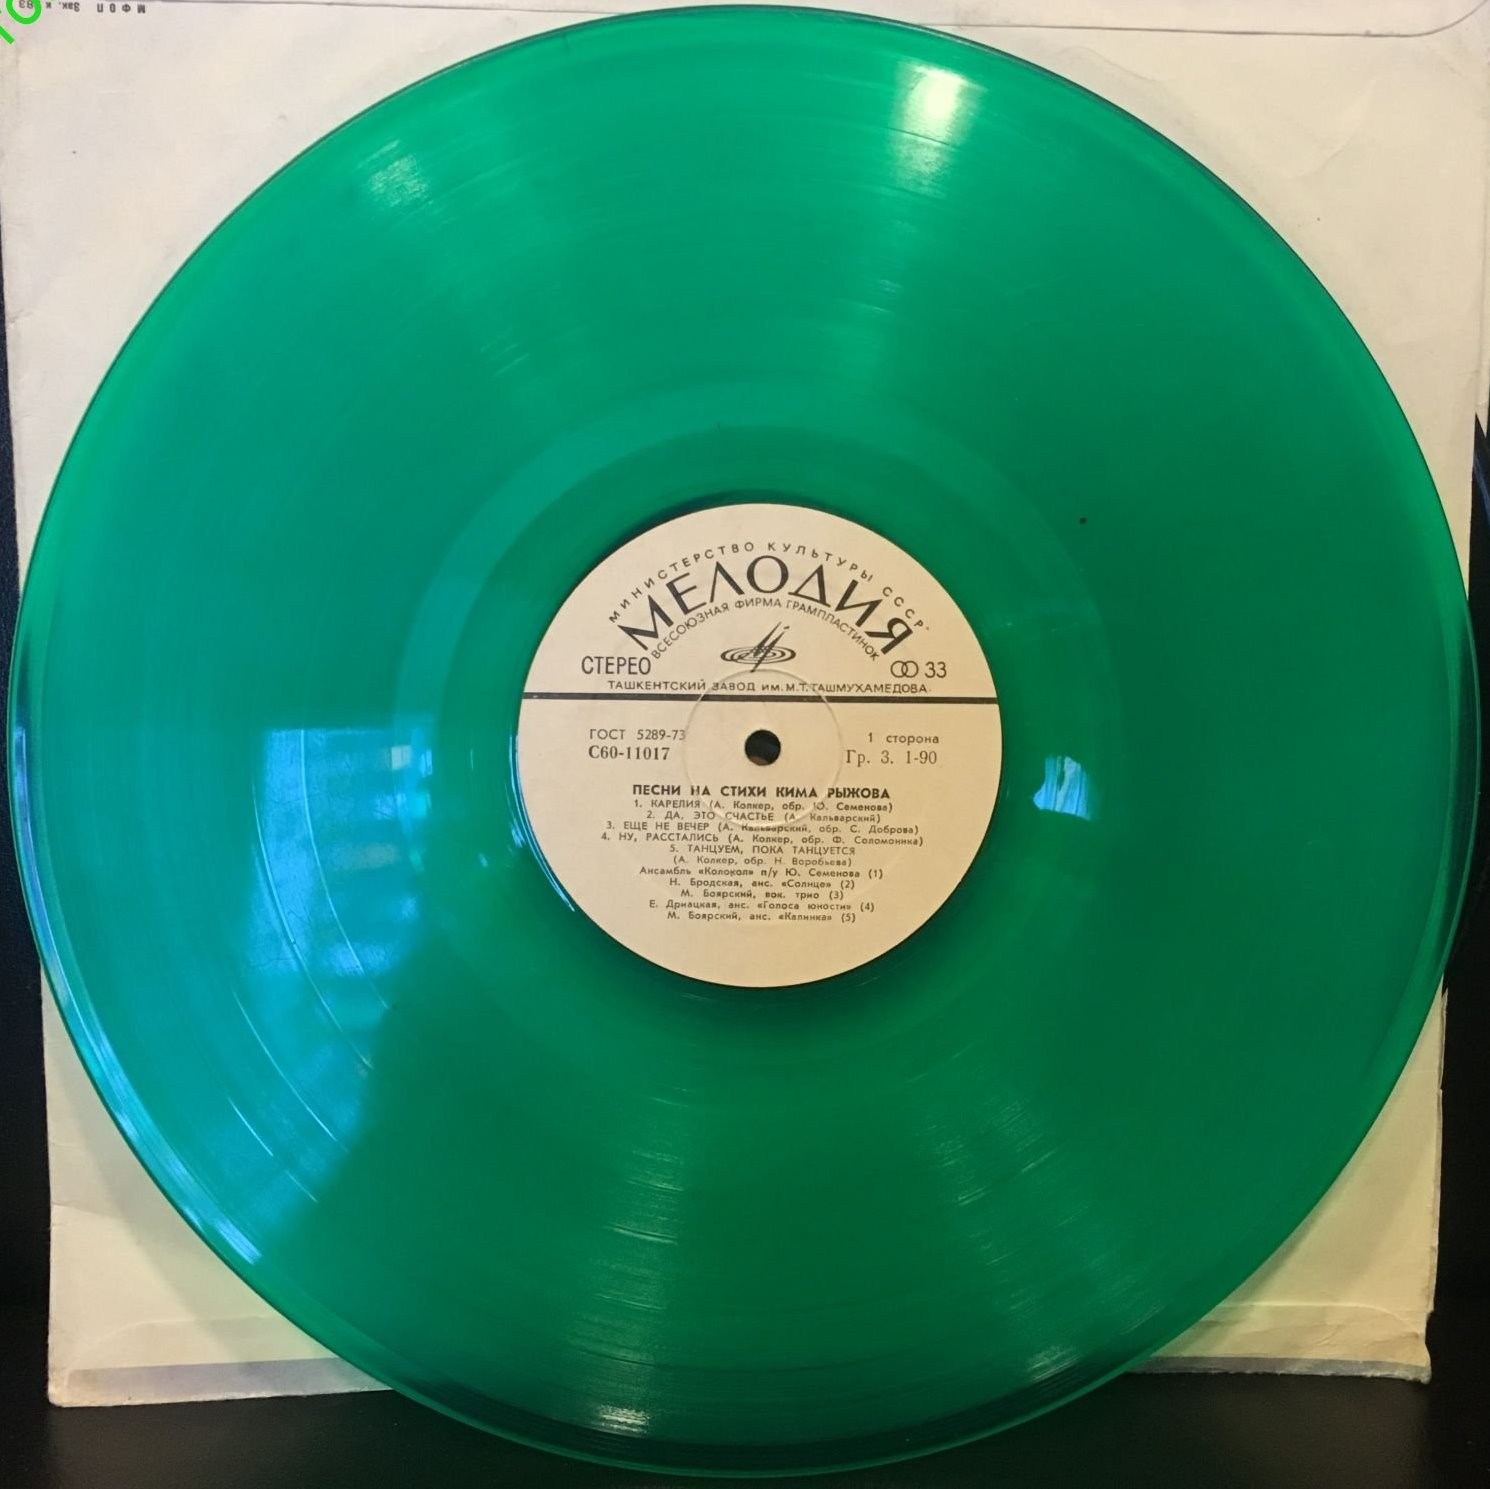 МИНИСТЕРСТВО КУЛЬТУРЫ СССР
МЕЛОДИЯ
ВСЕСОЮЗНАЯ ФИРМА ГРАМПЛАСТИНОК
СТЕРЕО 33
ТАШКЕНТСКИЙ ЗАВОД ИМ. М.Т. ТАШМУХАМЕДОВА
ГОСТ 5289-73 1 сторона
С60-11017 Гр. 3. 1-90
ПЕСНИ НА СТИХИ КИМА РЫЖОВА
1. КАРЕЛИЯ (А. Колкер, обр. Ю. Семенова)
2. ДА, ЭТО СЧАСТЬЕ (А. Кальварский)
3. ЕЩЕ НЕ ВЕЧЕР (А. Кальварский, обр. С. Доброва)
4. НУ, РАССТАЛИСЬ (А. Колкер, обр. Ф. Соломоника)
5. ТАНЦУЕМ, ПОКА ТАНЦУЕТСЯ
(А. Колкер, обр. Н. Воробьева)
Ансамбль «Колокол» п/у Ю. Семенова (1)
Н. Бродская, анс. «Солнце» (2)
М. Боярский, вок. трио (3)
Е. Дриацкая, анс. «Голоса юности» (4)
М. Боярский, анс. «Калинка» (5)
МФОП Зак. к 83